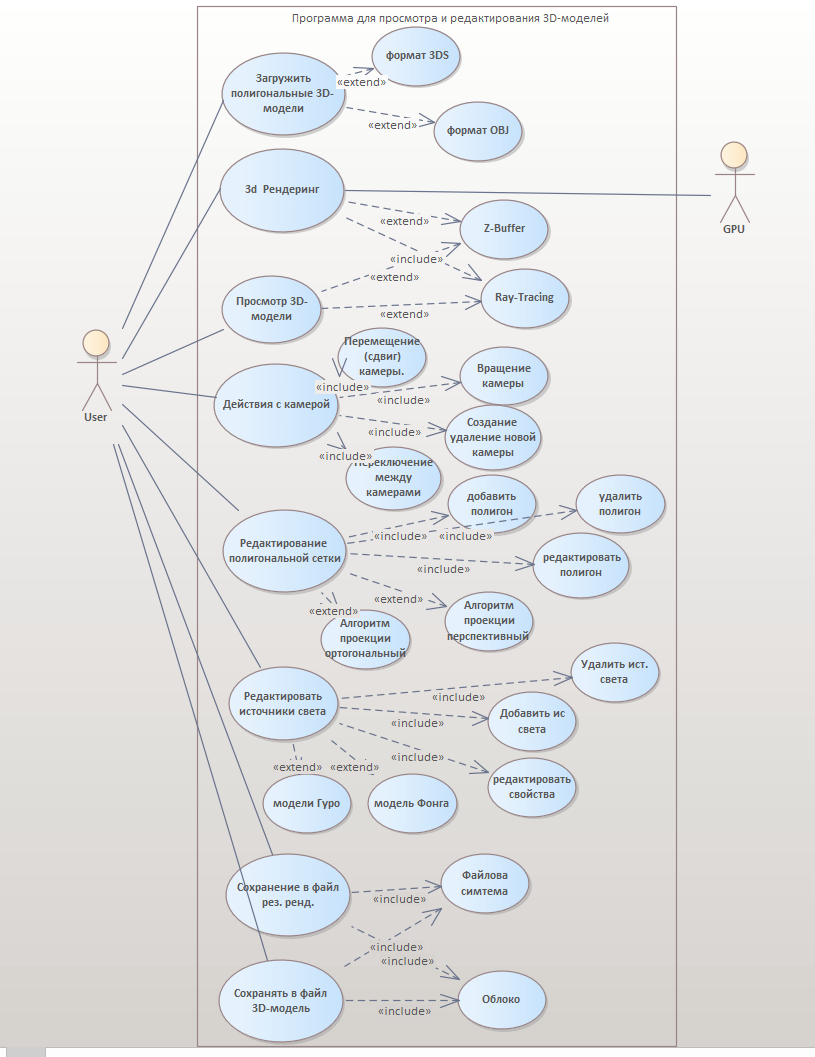 Программа для просмотра и редактирования 3D-моделей
Загрузить
полигональные 3D-
модели
формат 3DS
«extend»
«extend»
формат OBJ
3d Рендеринг
GPU
«extend»
Z-Buffer
«include»
«extend»
Просмотр 3D-
модели
Ray-Tracing
«extend»
User
Перемещение
(сдвиг)
камеры.
«include»
Действия с камерой
Вращение
камеры
«include»
Создание
удаление новой
камеры
«include»
«include»
Переключение
между
камерами
Редактирование
полигональной сетки
добавить
полигон
удалить
полигон
«include»
«include»
редактировать
полигон
«include»
«extend»
«extend»
Алгоритм
проекции
ортогональный
Алгоритм
проекции
перспективный
Редактировать
источники света
Удалить ист.
света
«include»
Добавить ис
света
«include»
«include»
редактировать
свойства
«extend»
«extend»
модели Гуро
модель Фонга
Сохранение в файл
рез. ренд.
Файлова
симтема
«include»
«include»
«include»
Сохранять в файл
3D-модель
Облоко
«include»